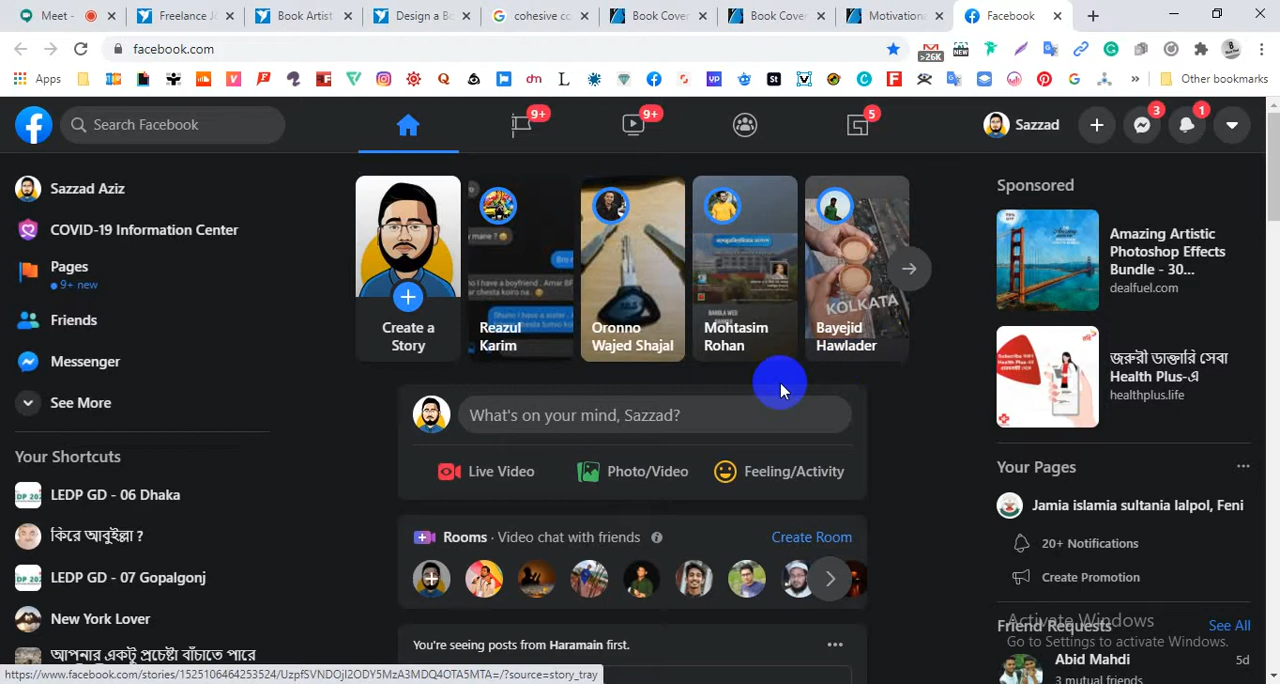 Meet -
Freelance J
Book Artist
Design a Bo
cohesive co
Book Cover
Book Cover
Motivationa
Facebook
facebook.com
>26K
NEW
Apps
Other bookmarks
Search Facebook
9+
9+
5
Sazzad
3
1
Sazzad Aziz
COVID-19 Information Center
Pages
9+ new
Friends
Messenger
See More
Your Shortcuts
LEDP GD - 06 Dhaka
কিরে আবুইল্লা ?
LEDP GD - 07 Gopalgonj
New York Lover
আপনার একটু প্রচেষ্টা বাঁচাতে পারে
Create a
Story
Reazul
Karim
Oronno
Wajed Shajal
Mohtasim
Rohan
KOLKATA
Bayejid
Hawlader
What's on your mind, Sazzad?
Live Video
Photo/Video
Feeling/Activity
Rooms · Video chat with friends
Create Room
You're seeing posts from Haramain first.
Sponsored
Amazing Artistic
Photoshop Effects
Bundle - 30...
dealfuel.com
জরুরী ডাক্তারি সেবা
Health Plus-এ
healthplus.life
Your Pages
Jamia islamia sultania lalpol, Feni
20+ Notifications
Create Promotion
Friend Requests
See All
Activate Windows
Go to Settings to activate Windows.
Abid Mahdi
5d
3 mutual friends
https://www.facebook.com/stories/1525106464253524/UzpfSVNDOjI2ODY5MzA3MDQ4OTA5MTA=/?source=story_tray